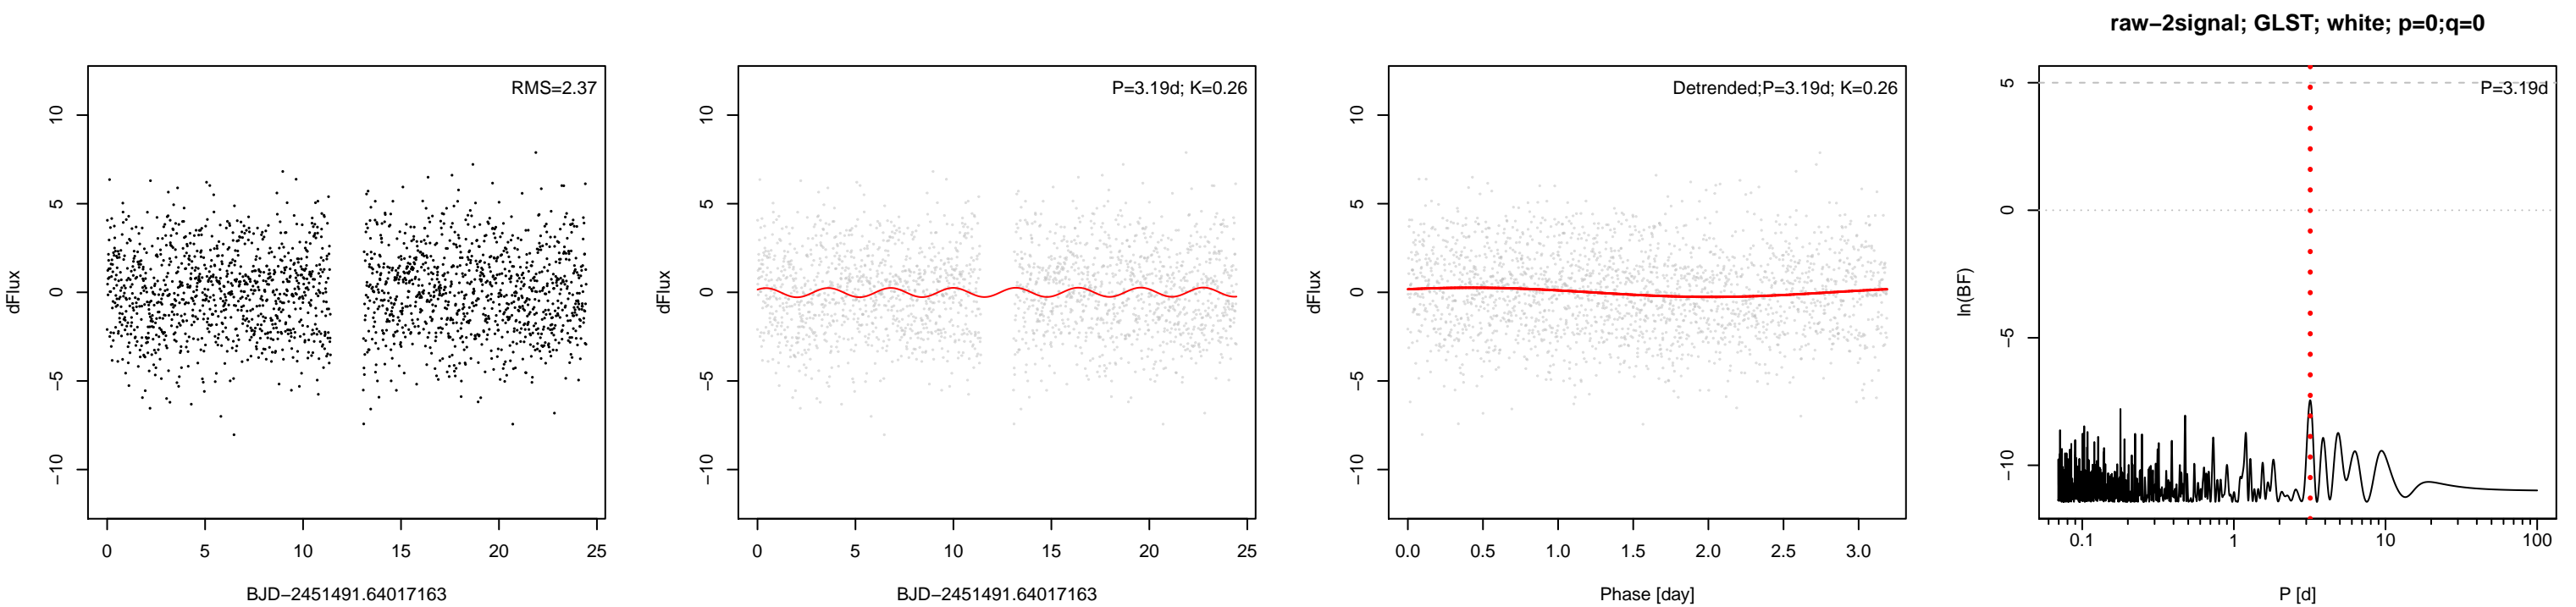 raw−2signal; GLST; white; p=0;q=0
RMS=2.37
dFlux
10
5
0
−5
−10
0 5 10 15 20 25
BJD−2451491.64017163
P=3.19d; K=0.26
dFlux
10
5
0
−5
−10
0 5 10 15 20 25
BJD−2451491.64017163
Detrended;P=3.19d; K=0.26
dFlux
10
5
0
−5
−10
0.0 0.5 1.0 1.5 2.0 2.5 3.0
Phase [day]
P=3.19d
ln(BF)
5
0
−5
−10
0.1 1 10 100
P [d]